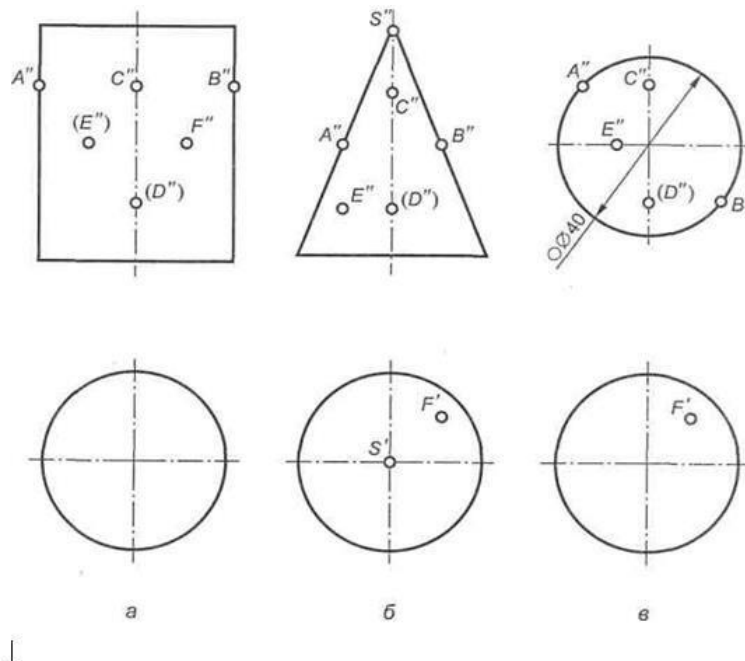 S"
A" C" B" A" C"
C"
(E") F" A" B" E"
E" (D") (D") B
(D")
○Ø40
F' F'
S'
а б в